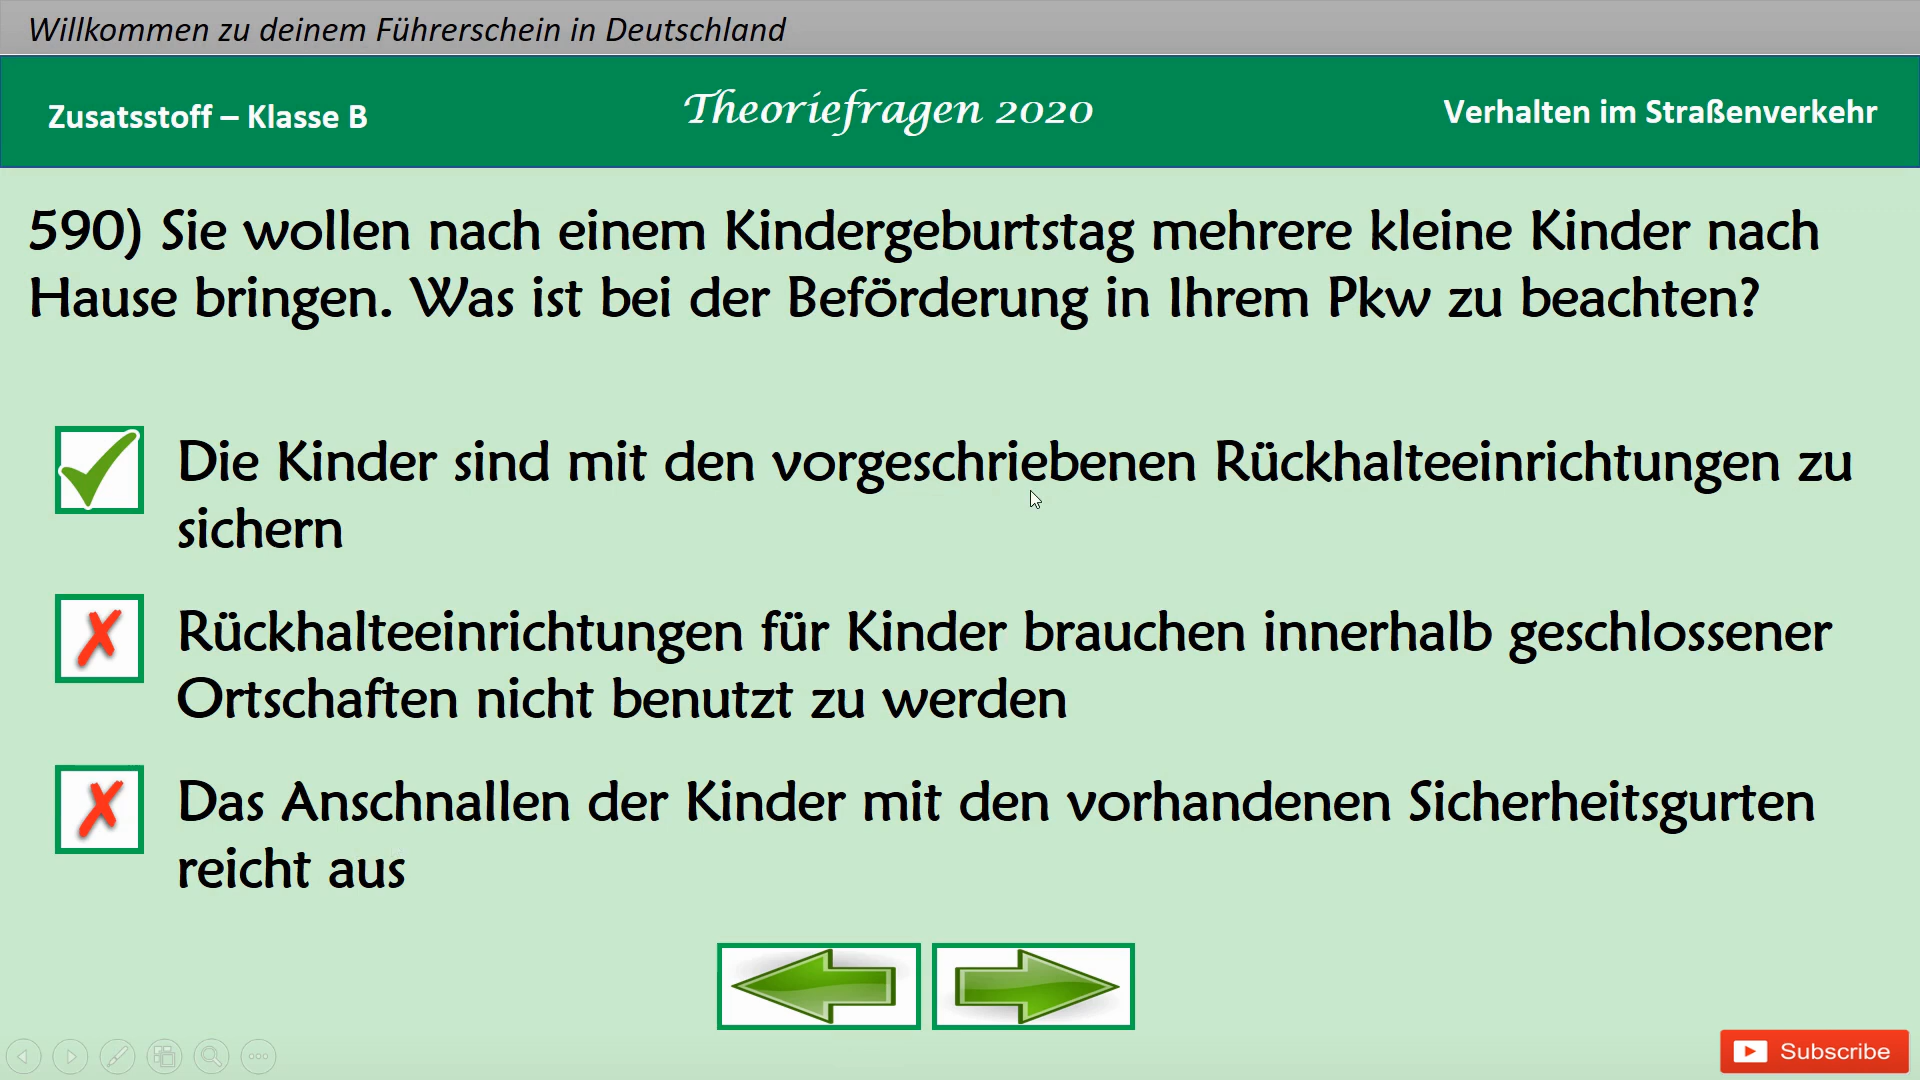 Willkommen zu deinem Führerschein in Deutschland
Zusatsstoff – Klasse B
Theoriefragen 2020
Verhalten im Straßenverkehr
590) Sie wollen nach einem Kindergeburtstag mehrere kleine Kinder nach
Hause bringen. Was ist bei der Beförderung in Ihrem Pkw zu beachten?
Die Kinder sind mit den vorgeschriebenen Rückhalteeinrichtungen zu
sichern
Rückhalteeinrichtungen für Kinder brauchen innerhalb geschlossener
Ortschaften nicht benutzt zu werden
Das Anschnallen der Kinder mit den vorhandenen Sicherheitsgurten
reicht aus
Subscribe